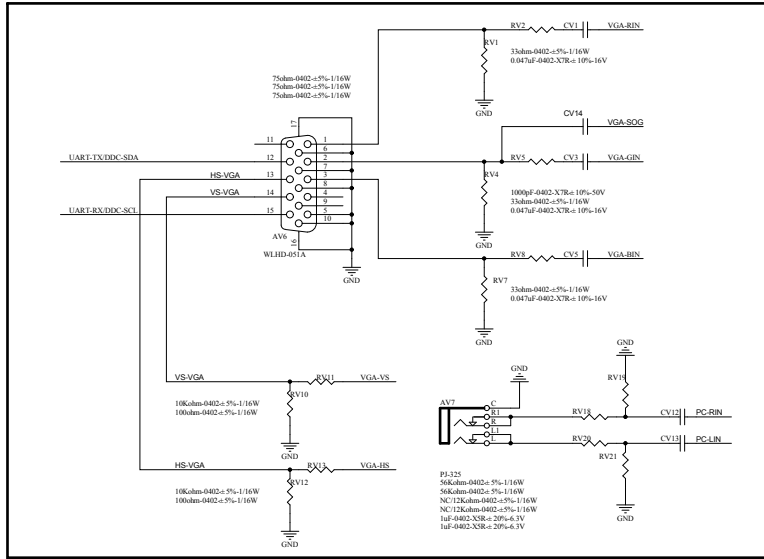 RV2
CV1
VGA-RIN
RV1
33ohm-0402-±5%-1/16W
0.047uF-0402-X7R-±10%-16V
GND
75ohm-0402-±5%-1/16W
75ohm-0402-±5%-1/16W
75ohm-0402-±5%-1/16W
17
11
1
6
UART-TX/DDC-SDA
12
2
7
HS-VGA
13
3
8
VS-VGA
14
4
9
UART-RX/DDC-SCL
15
5
10
AV6
16
WLHD-051A
GND
CV14
VGA-SOG
RV5
CV3
VGA-GIN
RV4
1000pF-0402-X7R-±10%-50V
33ohm-0402-±5%-1/16W
0.047uF-0402-X7R-±10%-16V
GND
RV8
CV5
VGA-BIN
RV7
33ohm-0402-±5%-1/16W
0.047uF-0402-X7R-±10%-16V
GND
VS-VGA
RV11
VGA-VS
RV10
10Kohm-0402-±5%-1/16W
100ohm-0402-±5%-1/16W
GND
HS-VGA
RV13
VGA-HS
RV12
10Kohm-0402-±5%-1/16W
100ohm-0402-±5%-1/16W
GND
GND
GND
AV7
C
R1
R
L1
L
RV19
RV18
CV12
PC-RIN
RV20
CV13
PC-LIN
RV21
GND
PJ-325
56Kohm-0402-±5%-1/16W
56Kohm-0402-±5%-1/16W
NC/12Kohm-0402-±5%-1/16W
NC/12Kohm-0402-±5%-1/16W
1uF-0402-X5R-±20%-6.3V
1uF-0402-X5R-±20%-6.3V